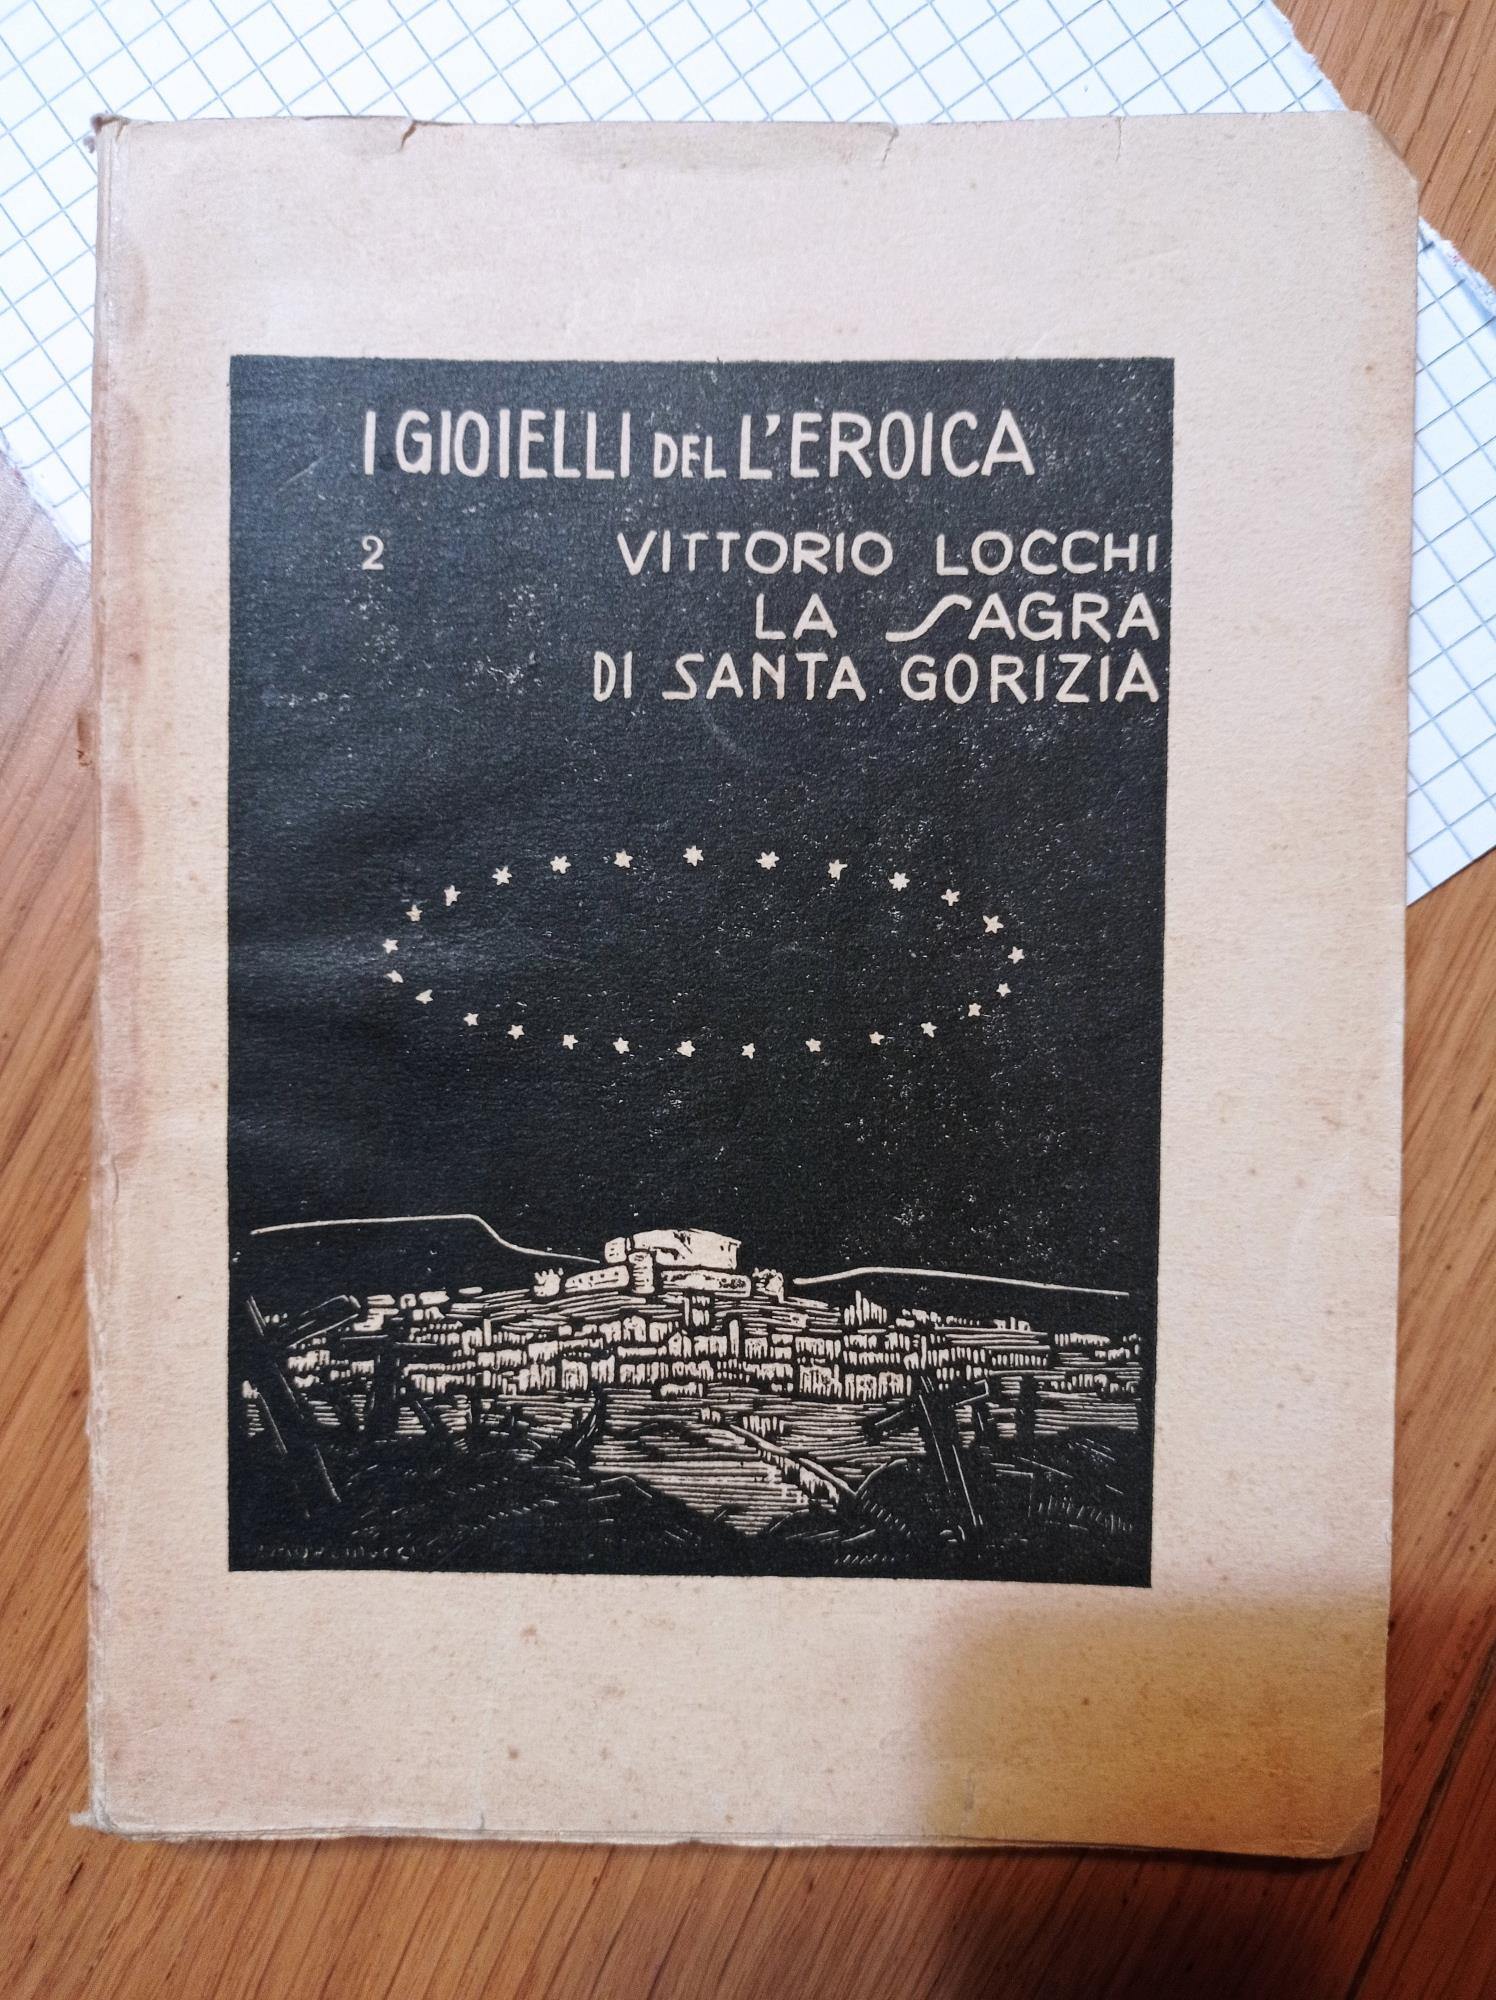 I GIOIELLI DEL L'EROICA
2 VITTORIO LOCCHI
LA SAGRA
DI SANTA GORIZIA